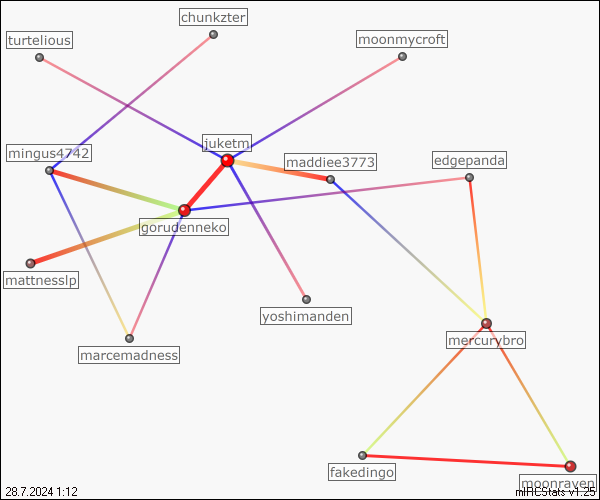 chunkzter
turtelious
moonmycroft
juketm
mingus4742
maddiee3773
edgepanda
gorudenneko
mattnesslp
yoshimanden
mercurybro
marcemadness
fakedingo
moonraven
28.7.2024 1:12
mIRCStats v1.25